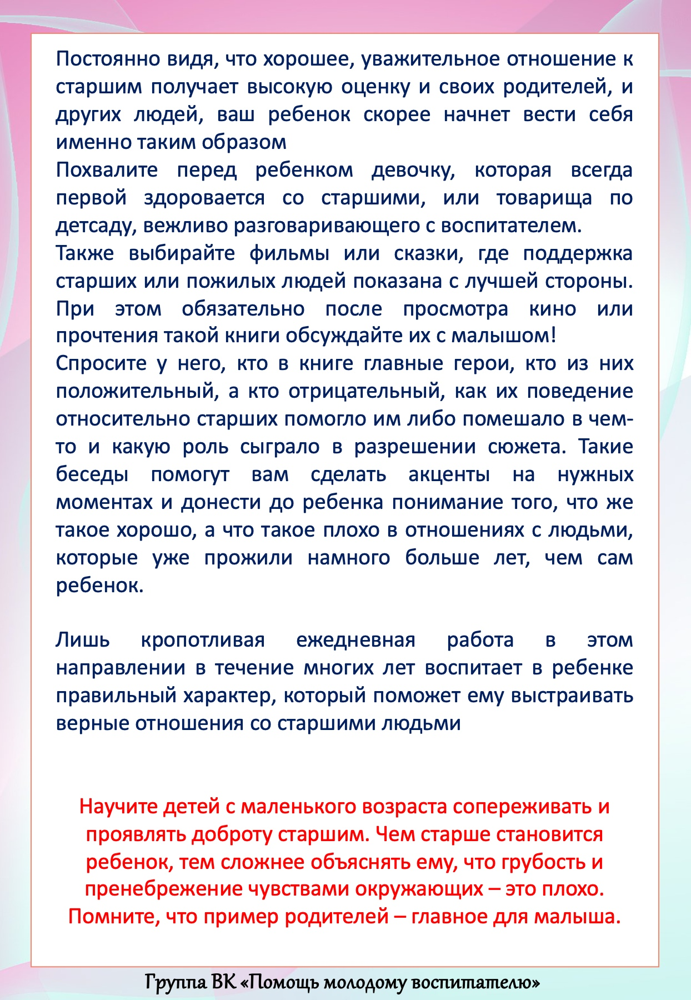 Постоянно видя, что хорошее, уважительное отношение к
старшим получает высокую оценку и своих родителей, и
других людей, ваш ребенок скорее начнет вести себя
именно таким образом
Похвалите перед ребенком девочку, которая всегда
первой здоровается со старшими, или товарища по
детсаду, вежливо разговаривающего с воспитателем.
Также выбирайте фильмы или сказки, где поддержка
старших или пожилых людей показана с лучшей стороны.
При этом обязательно после просмотра кино или
прочтения такой книги обсуждайте их с малышом!
Спросите у него, кто в книге главные герои, кто из них
положительный, а кто отрицательный, как их поведение
относительно старших помогло им либо помешало в чем-
то и какую роль сыграло в разрешении сюжета. Такие
беседы помогут вам сделать акценты на нужных
моментах и донести до ребенка понимание того, что же
такое хорошо, а что такое плохо в отношениях с людьми,
которые уже прожили намного больше лет, чем сам
ребенок.
Лишь кропотливая ежедневная работа в этом
направлении в течение многих лет воспитает в ребенке
правильный характер, который поможет ему выстраивать
верные отношения со старшими людьми
Научите детей с маленького возраста сопереживать и
проявлять доброту старшим. Чем старше становится
ребенок, тем сложнее объяснять ему, что грубость и
пренебрежение чувствами окружающих – это плохо.
Помните, что пример родителей – главное для малыша.
Группа ВК «Помощь молодому воспитателю»